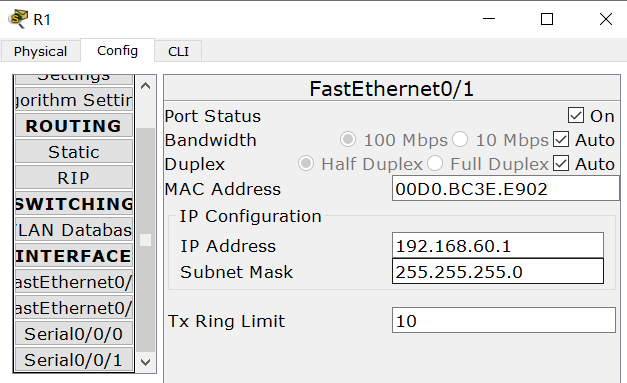 R1
Physical
Config
CLI
Settings
gorithm Settin
ROUTING
Static
RIP
SWITCHING
LAN Databas
INTERFACE
astEthernet0/
astEthernet0/
Serial0/0/0
Serial0/0/1
FastEthernet0/1
Port Status On
Bandwidth 100 Mbps 10 Mbps Auto
Duplex Half Duplex Full Duplex Auto
MAC Address 00D0.BC3E.E902
IP Configuration
IP Address 192.168.60.1
Subnet Mask 255.255.255.0
Tx Ring Limit 10